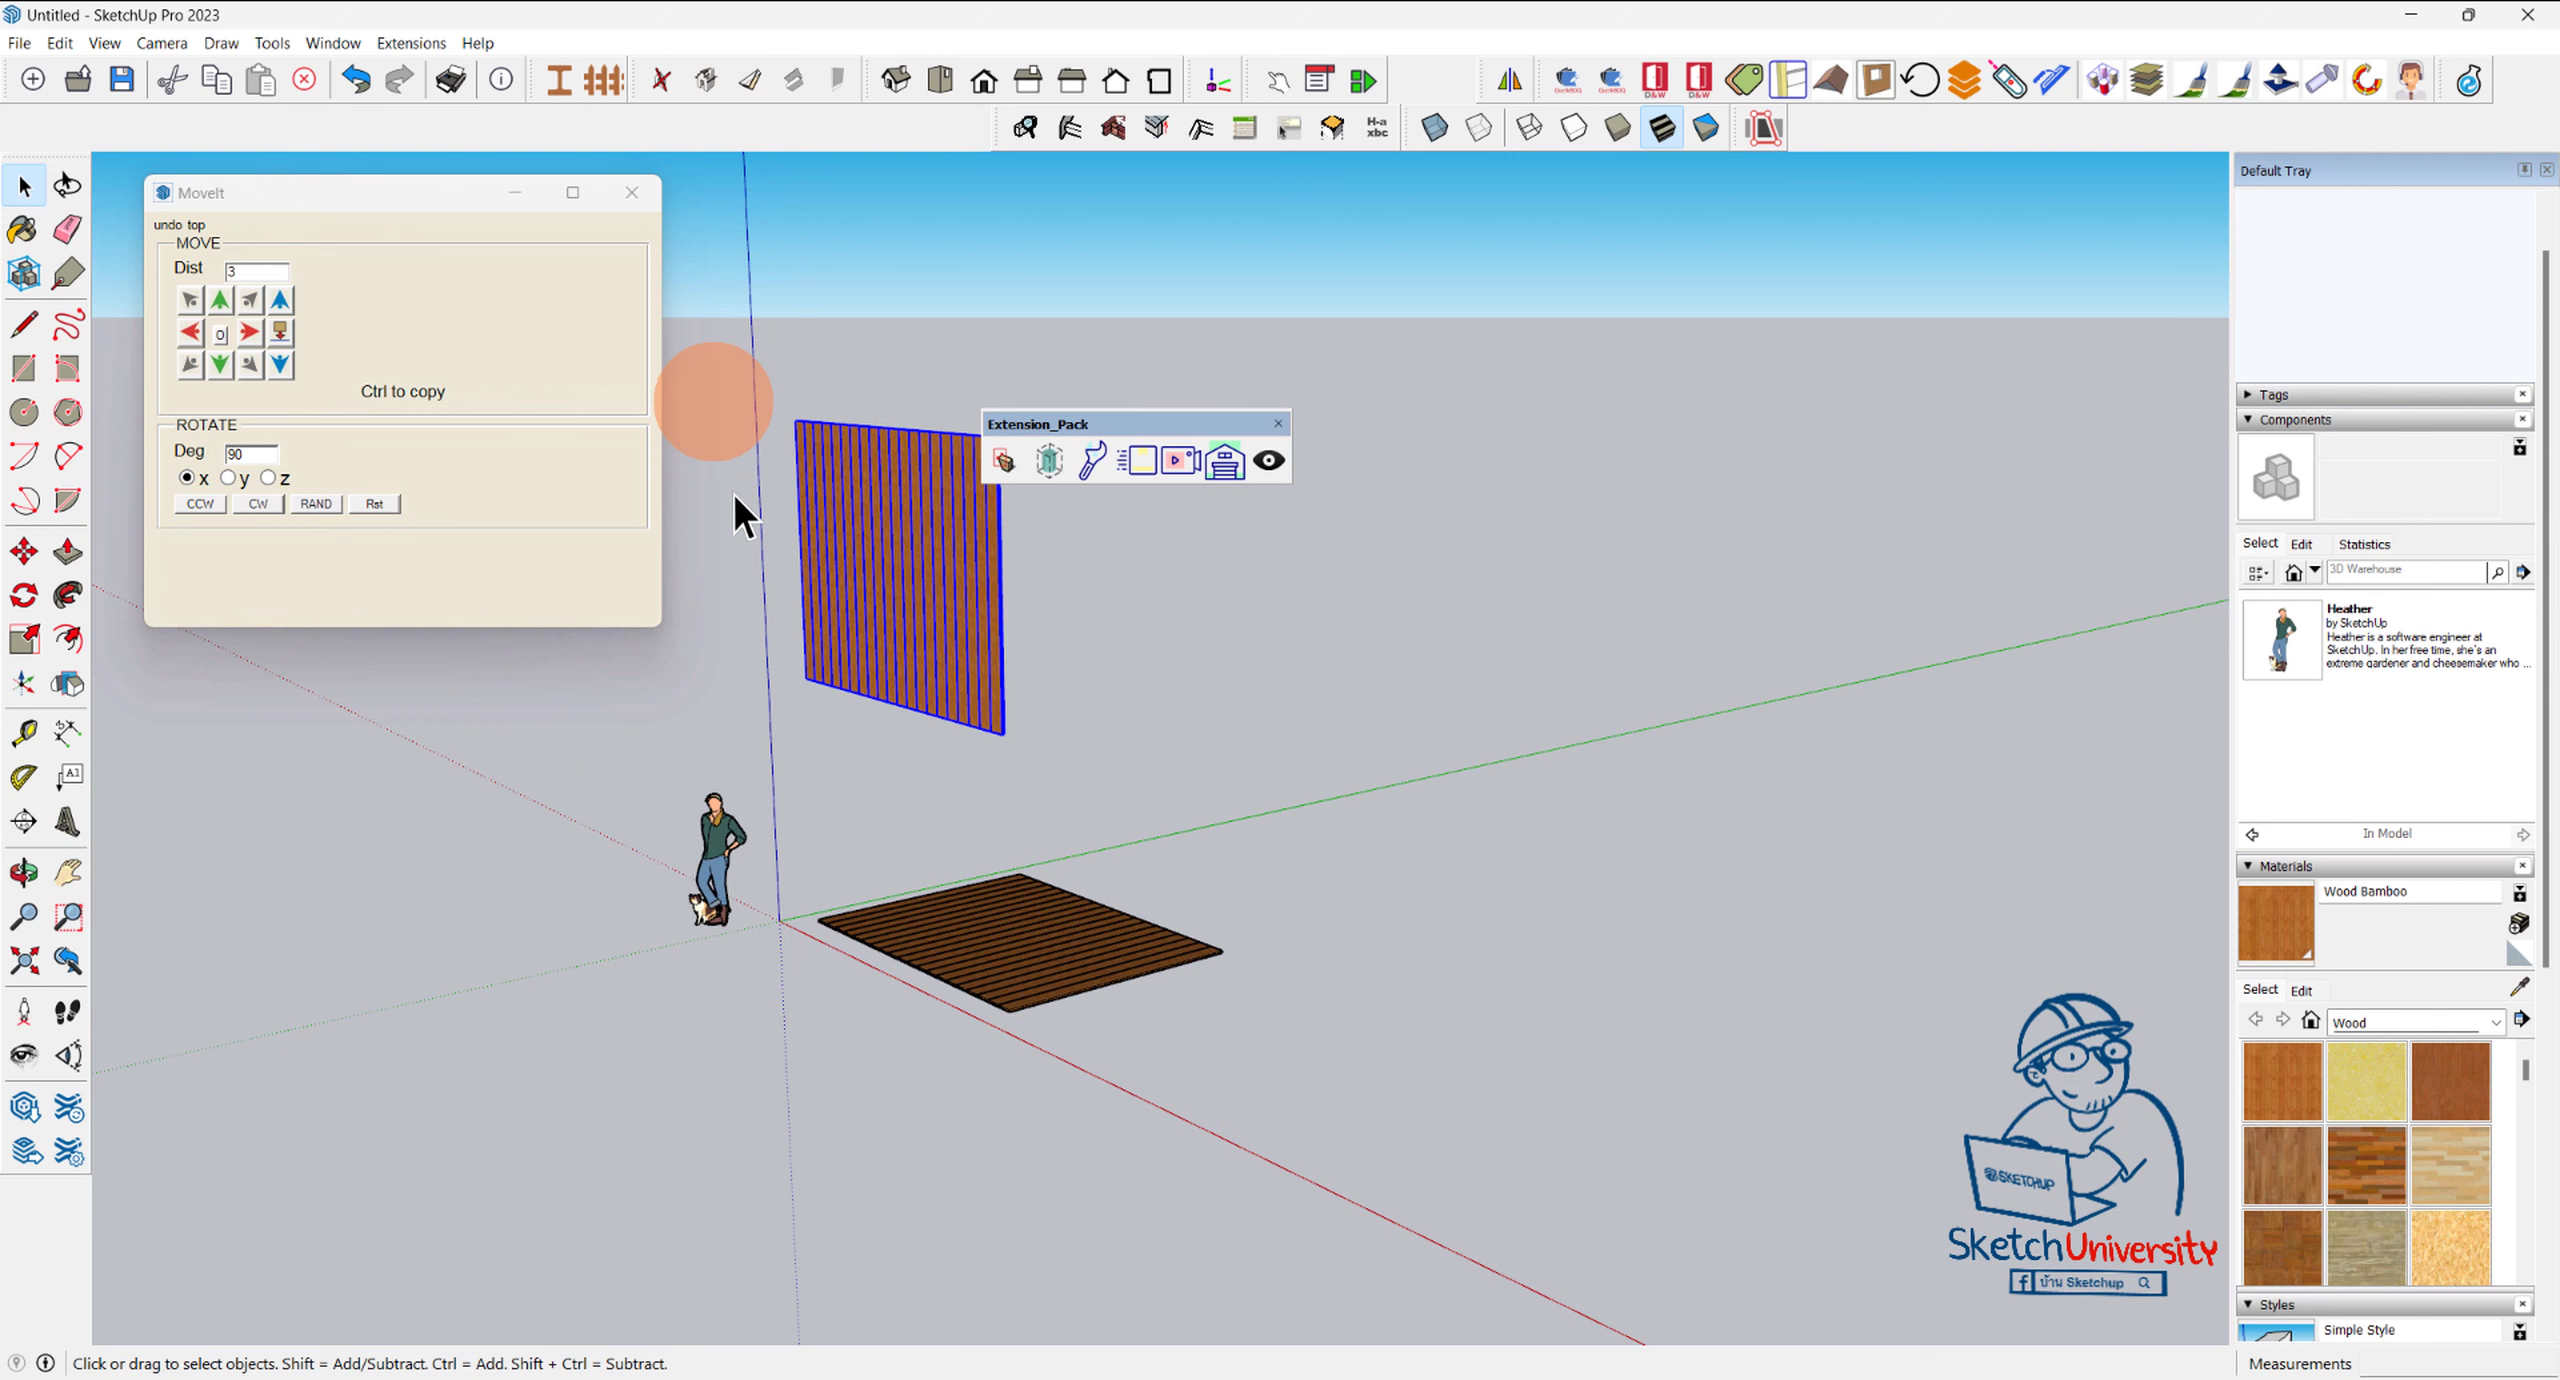 Untitled - SketchUp Pro 2023
File Edit View Camera Draw Tools Window Extensions Help
D&W D&W
H-a
xbc
MoveIt
undo top
MOVE
Dist 3
0
Ctrl to copy
ROTATE
Deg 90
x y z
CCW CW RAND Rst
Extension_Pack
A1
Default Tray
Tags
Components
Select Edit Statistics
3D Warehouse
Heather
by SketchUp
Heather is a software engineer at
SketchUp. In her free time, she's an
extreme gardener and cheesemaker who ...
In Model
Materials
Wood Bamboo
Select Edit
Wood
Styles
Simple Style
SKETCHUP
SketchUniversity
f บ้าน Sketchup
Click or drag to select objects. Shift = Add/Subtract. Ctrl = Add. Shift + Ctrl = Subtract.
Measurements